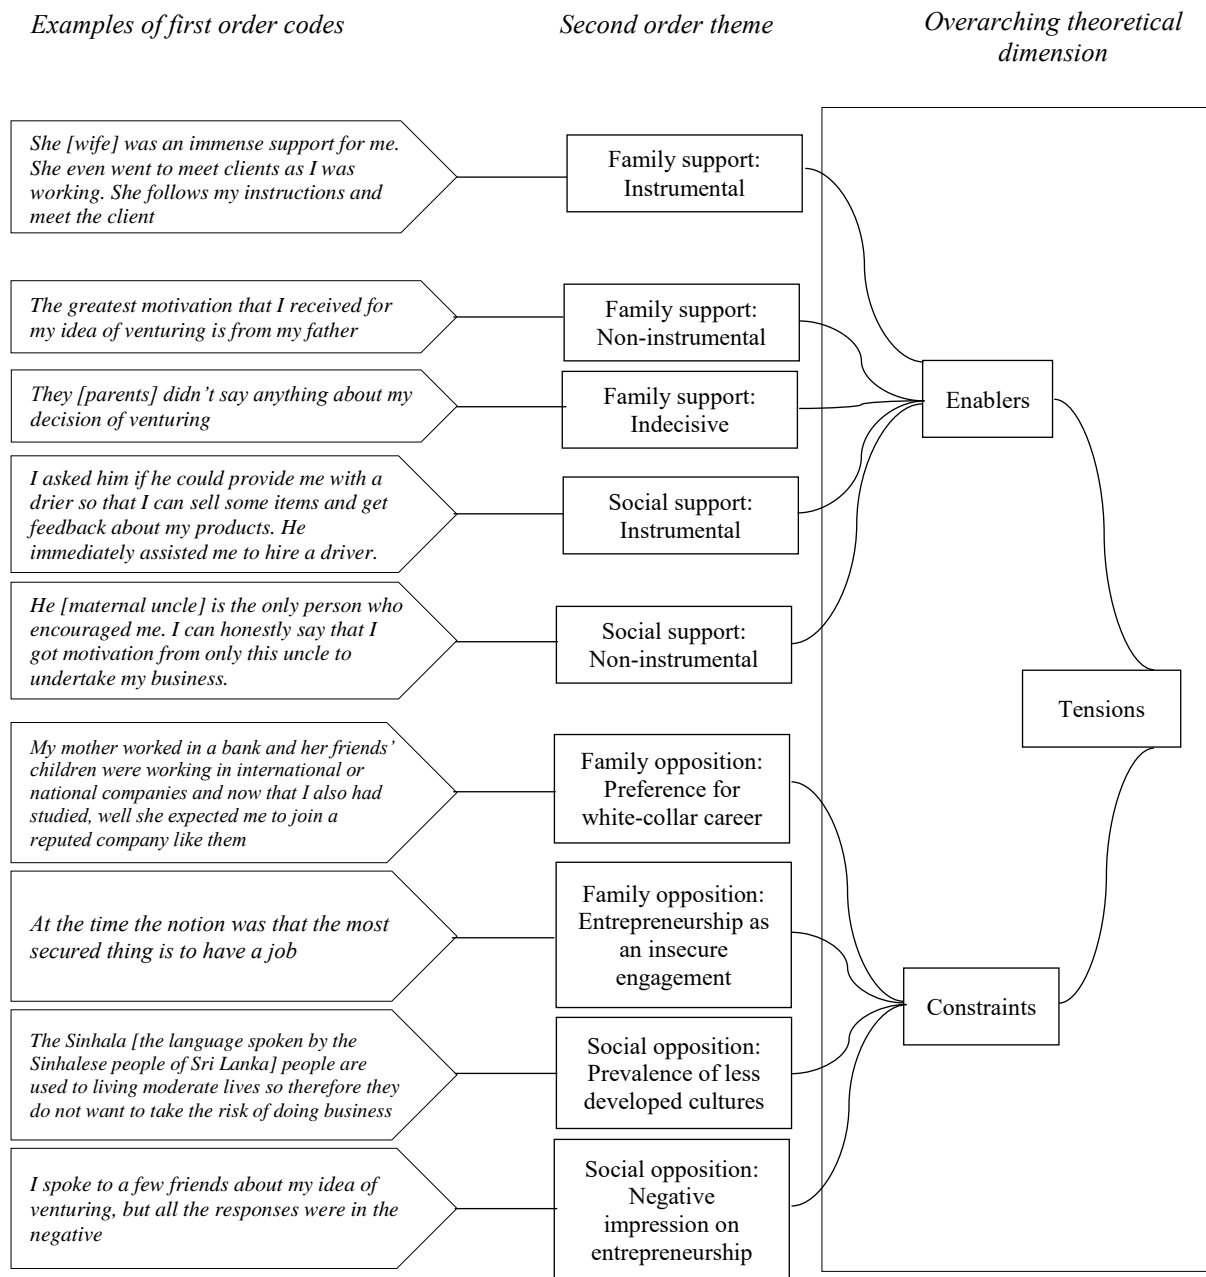 Examples of first order codes
Second order theme
Overarching theoretical
dimension
She [wife] was an immense support for me.
She even went to meet clients as I was
working. She follows my instructions and
meet the client
Family support:
Instrumental
The greatest motivation that I received for
my idea of venturing is from my father
Family support:
Non-instrumental
They [parents] didn’t say anything about my
decision of venturing
Family support:
Indecisive
Enablers
I asked him if he could provide me with a
drier so that I can sell some items and get
feedback about my products. He
immediately assisted me to hire a driver.
Social support:
Instrumental
He [maternal uncle] is the only person who
encouraged me. I can honestly say that I
got motivation from only this uncle to
undertake my business.
Social support:
Non-instrumental
Tensions
My mother worked in a bank and her friends’
children were working in international or
national companies and now that I also had
studied, well she expected me to join a
reputed company like them
Family opposition:
Preference for
white-collar career
At the time the notion was that the most
secured thing is to have a job
Family opposition:
Entrepreneurship as
an insecure
engagement
Constraints
The Sinhala [the language spoken by the
Sinhalese people of Sri Lanka] people are
used to living moderate lives so therefore they
do not want to take the risk of doing business
Social opposition:
Prevalence of less
developed cultures
I spoke to a few friends about my idea of
venturing, but all the responses were in the
negative
Social opposition:
Negative
impression on
entrepreneurship